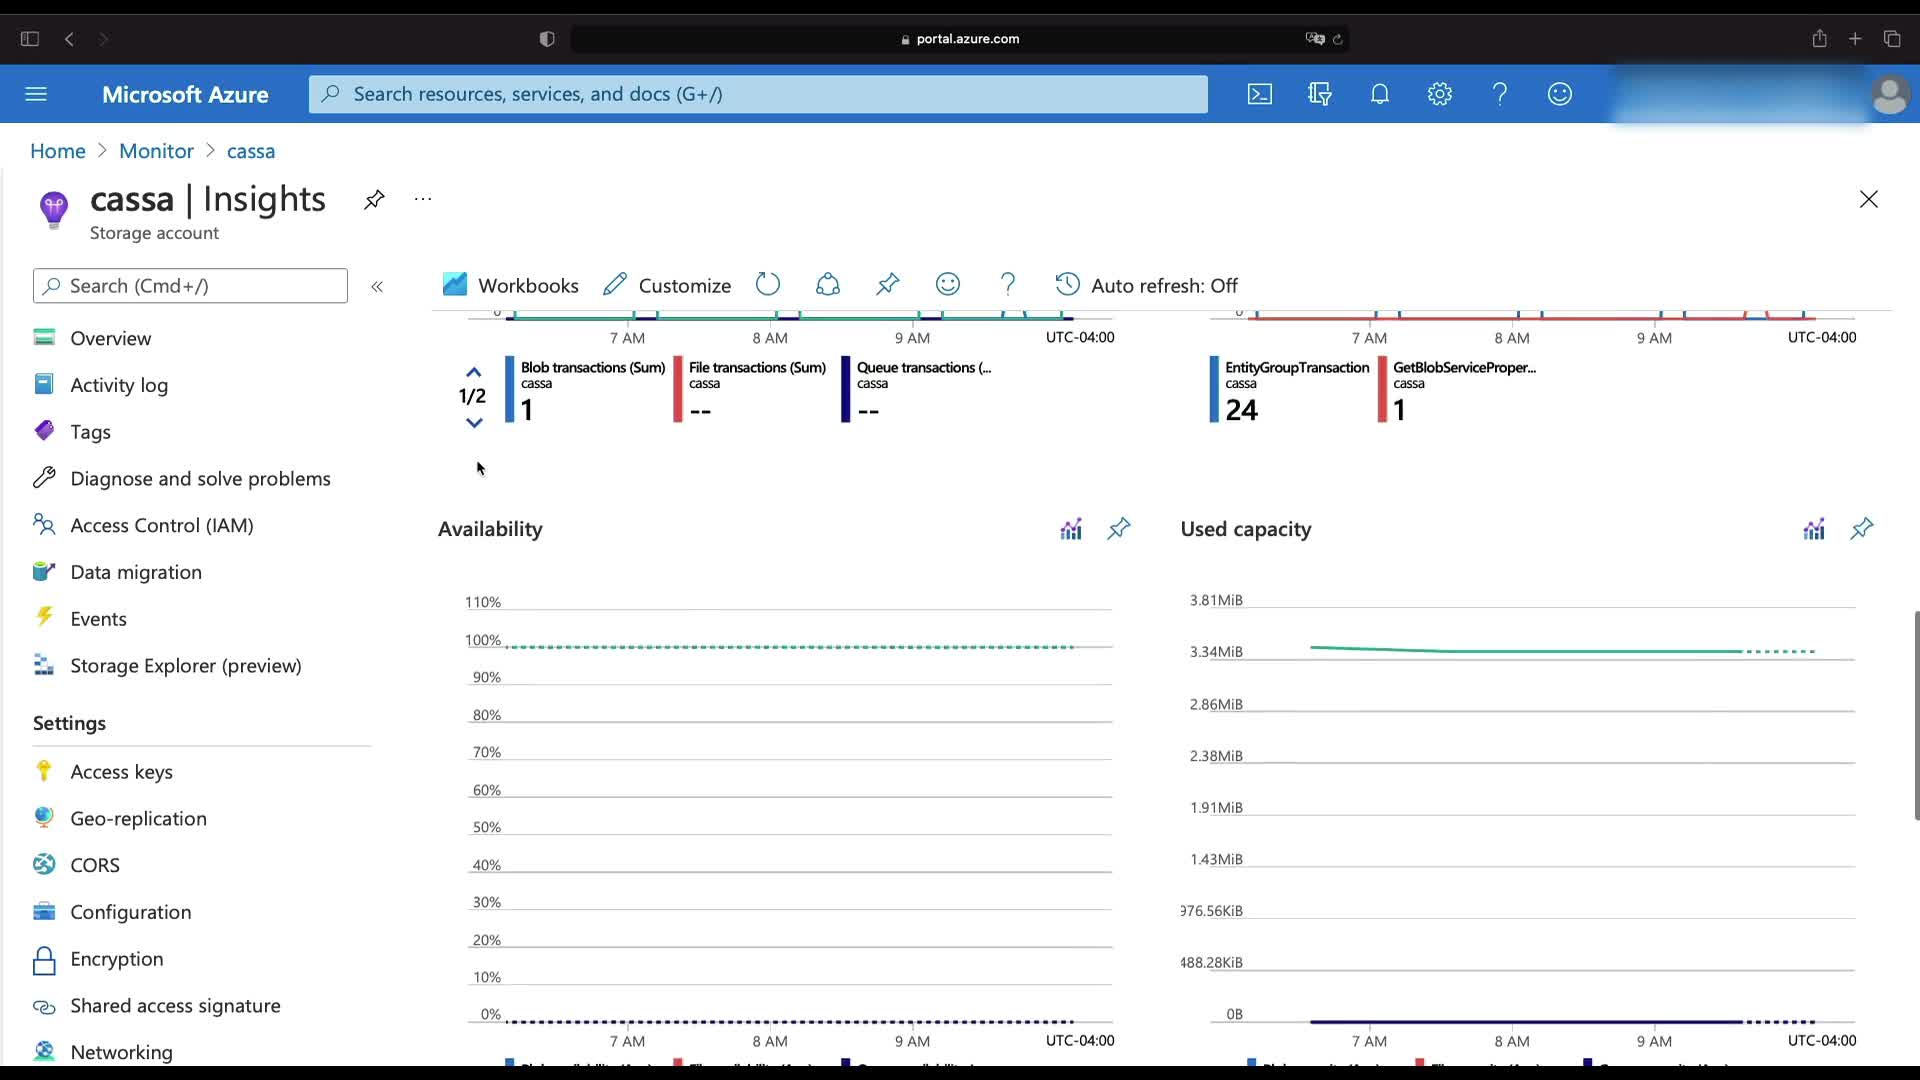 portal.azure.com
Microsoft Azure
Search resources, services, and docs (G+/)
Home > Monitor > cassa
cassa | Insights
Storage account
Search (Cmd+/)
Workbooks
Customize
Auto refresh: Off
Overview
Activity log
Tags
Diagnose and solve problems
Access Control (IAM)
Data migration
Events
Storage Explorer (preview)
Settings
Access keys
Geo-replication
CORS
Configuration
Encryption
Shared access signature
Networking
0
7 AM 8 AM 9 AM UTC-04:00
1/2
Blob transactions (Sum)
cassa
1
File transactions (Sum)
cassa
--
Queue transactions (...
cassa
--
0
7 AM 8 AM 9 AM UTC-04:00
EntityGroupTransaction
cassa
24
GetBlobServiceProper...
cassa
1
Availability
110%
100%
90%
80%
70%
60%
50%
40%
30%
20%
10%
0%
7 AM 8 AM 9 AM UTC-04:00
Used capacity
3.81MiB
3.34MiB
2.86MiB
2.38MiB
1.91MiB
1.43MiB
976.56KiB
488.28KiB
0B
7 AM 8 AM 9 AM UTC-04:00